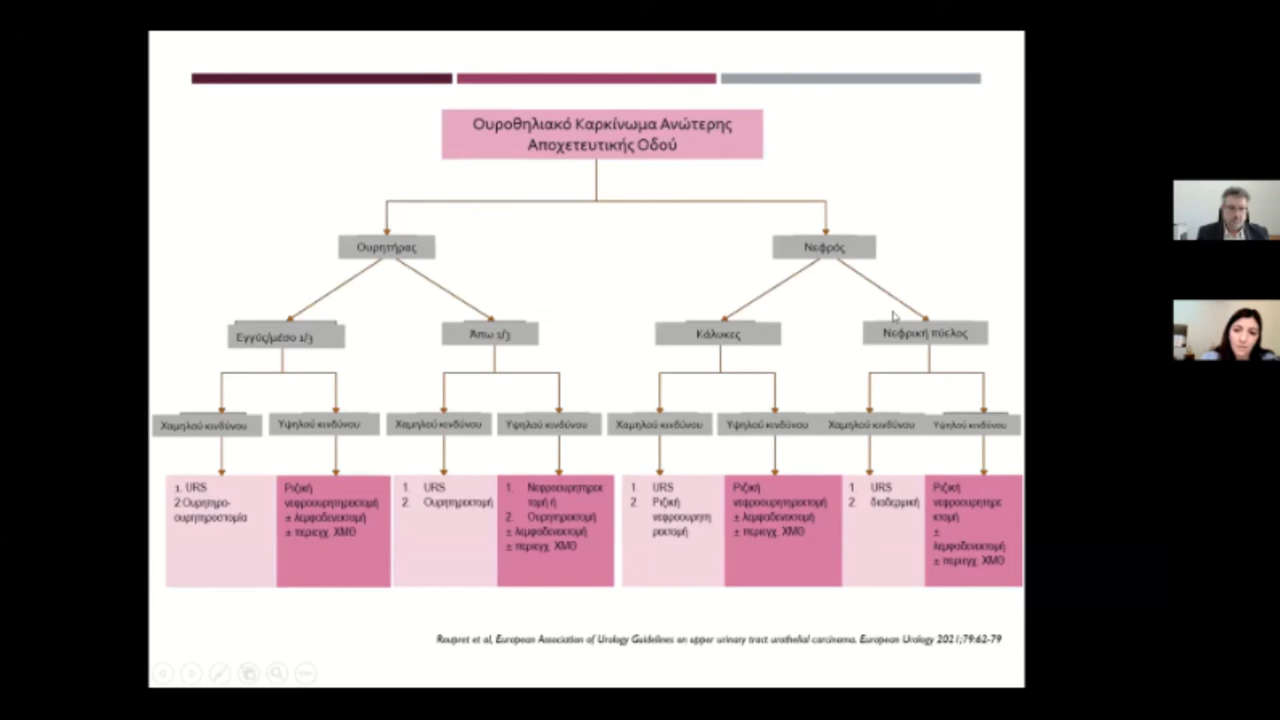 Ουροθηλιακό Καρκίνωμα Ανώτερης
Αποχετευτικής Οδού
Ουρητήρας
Νεφρός
Εγγύς/μέσο 1/3
Άπω 1/3
Κάλυκες
Νεφρική πύελος
Χαμηλού κινδύνου
Υψηλού κινδύνου
Χαμηλού κινδύνου
Υψηλού κινδύνου
Χαμηλού κινδύνου
Υψηλού κινδύνου
Χαμηλού κινδύνου
Υψηλού κινδύνου
1. URS
2.Ουρητηρο-
ουρητηροστομία
Ριζική
νεφροουρητηρεκτομή
± λεμφαδενεκτομή
± περιεγχ. ΧΜΘ
1. URS
2. Ουρητηρεκτομή
1. Νεφροουρητηρεκ
τομή ή
2. Ουρητηρεκτομή
± λεμφαδενεκτομή
± περιεγχ. ΧΜΘ
1. URS
2. Ριζική
νεφροουρητη
ρεκτομή
Ριζική
νεφροουρητηρεκτομή
± λεμφαδενεκτομή
± περιεγχ. ΧΜΘ
1. URS
2. διαδερμική
Ριζική
νεφροουρητηρε
κτομή
±
λεμφαδενεκτομή
± περιεγχ. ΧΜΘ
Roupret et al, European Association of Urology Guidelines on upper urinary tract urothelial carcinoma. European Urology 2021;79:62-79